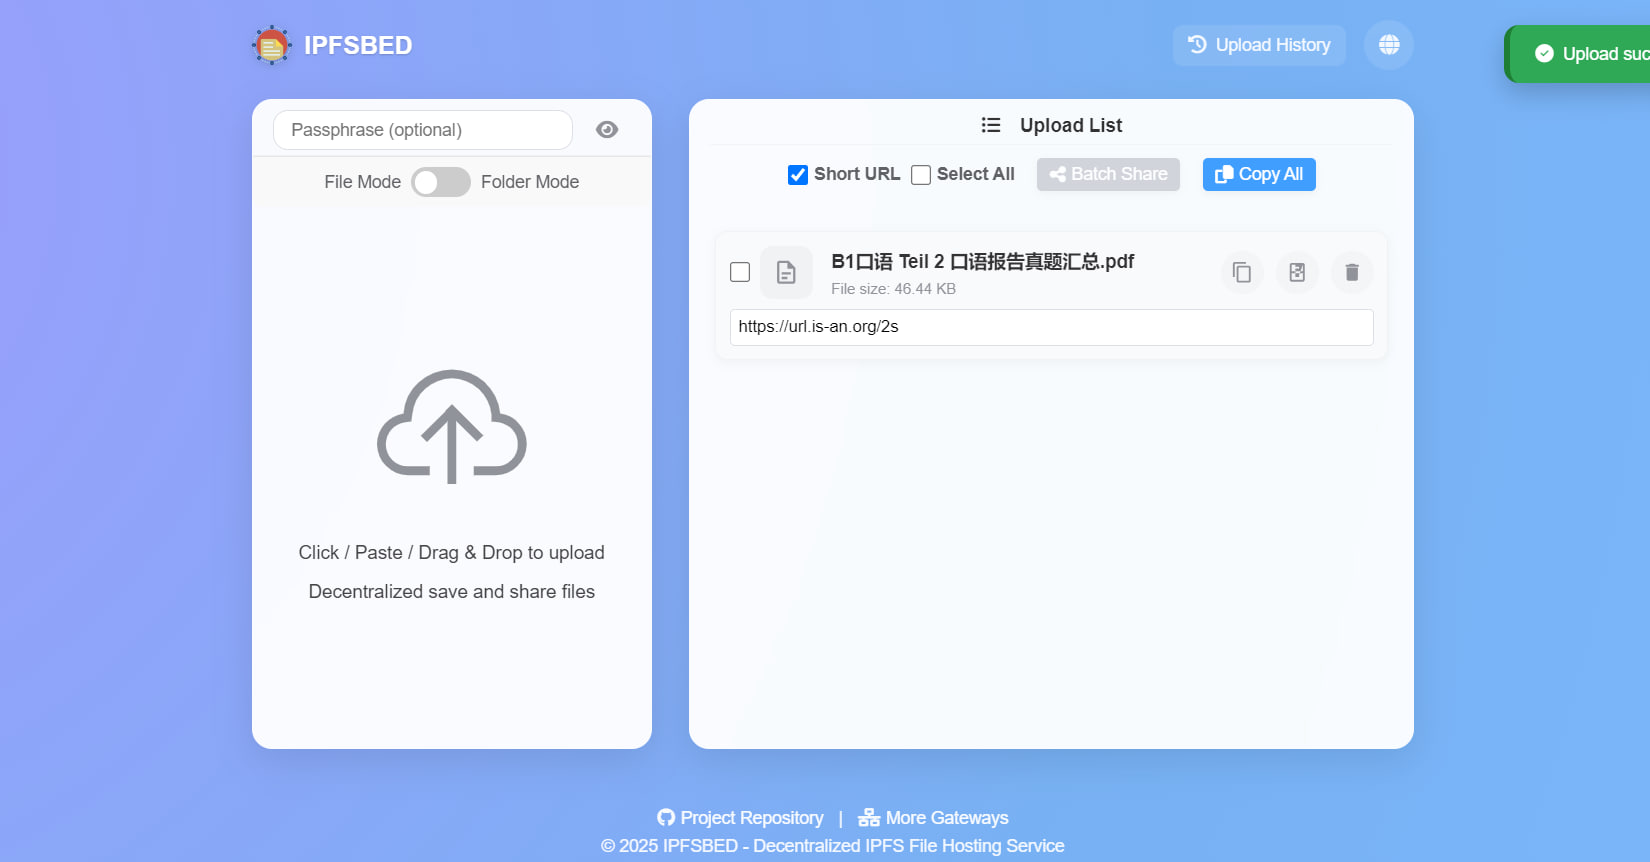 IPFSBED
Upload History
Upload suc
Passphrase (optional)
File Mode
Folder Mode
Click / Paste / Drag & Drop to upload
Decentralized save and share files
Upload List
Short URL
Select All
Batch Share
Copy All
B1口语 Teil 2 口语报告真题汇总.pdf
File size: 46.44 KB
https://url.is-an.org/2s
Project Repository | More Gateways
© 2025 IPFSBED - Decentralized IPFS File Hosting Service